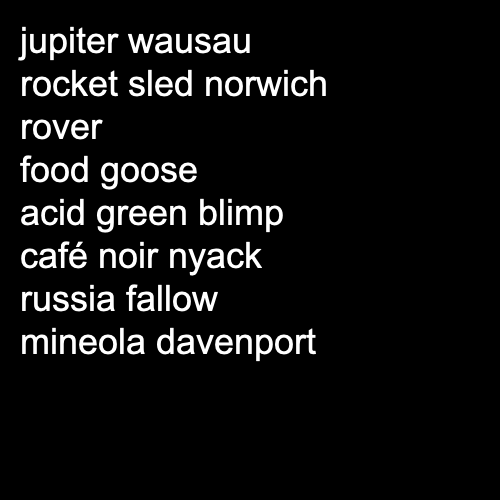 jupiter wausau
rocket sled norwich
rover
food goose
acid green blimp
café noir nyack
russia fallow
mineola davenport